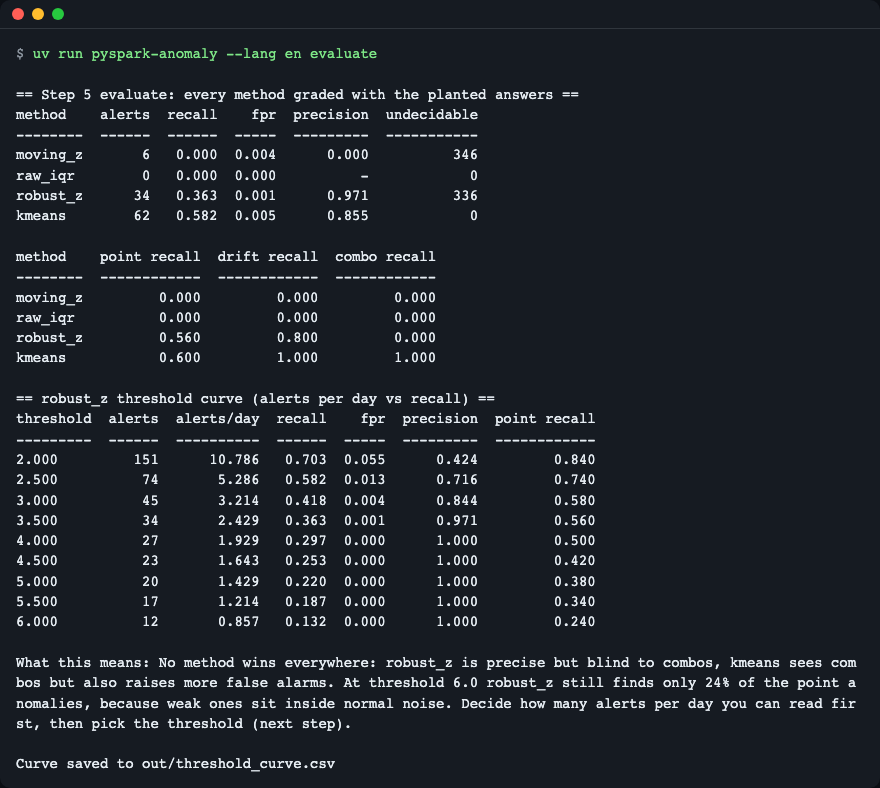 $ uv run pyspark-anomaly --lang en evaluate
== Step 5 evaluate: every method graded with the planted answers ==
method    alerts  recall    fpr  precision  undecidable
--------  ------  ------  -----  ---------  -----------
moving_z       6   0.000  0.004      0.000          346
raw_iqr        0   0.000  0.000          –            0
robust_z      34   0.363  0.001      0.971          336
kmeans        62   0.582  0.005      0.855            0
method    point recall  drift recall  combo recall
--------  ------------  ------------  ------------
moving_z         0.000         0.000         0.000
raw_iqr          0.000         0.000         0.000
robust_z         0.560         0.800         0.000
kmeans           0.600         1.000         1.000
== robust_z threshold curve (alerts per day vs recall) ==
threshold  alerts  alerts/day  recall    fpr  precision  point recall
---------  ------  ----------  ------  -----  ---------  ------------
2.000         151      10.786   0.703  0.055      0.424         0.840
2.500          74       5.286   0.582  0.013      0.716         0.740
3.000          45       3.214   0.418  0.004      0.844         0.580
3.500          34       2.429   0.363  0.001      0.971         0.560
4.000          27       1.929   0.297  0.000      1.000         0.500
4.500          23       1.643   0.253  0.000      1.000         0.420
5.000          20       1.429   0.220  0.000      1.000         0.380
5.500          17       1.214   0.187  0.000      1.000         0.340
6.000          12       0.857   0.132  0.000      1.000         0.240
What this means: No method wins everywhere: robust_z is precise but blind to combos, kmeans sees com
bos but also raises more false alarms. At threshold 6.0 robust_z still finds only 24% of the point a
nomalies, because weak ones sit inside normal noise. Decide how many alerts per day you can read fir
st, then pick the threshold (next step).
Curve saved to out/threshold_curve.csv